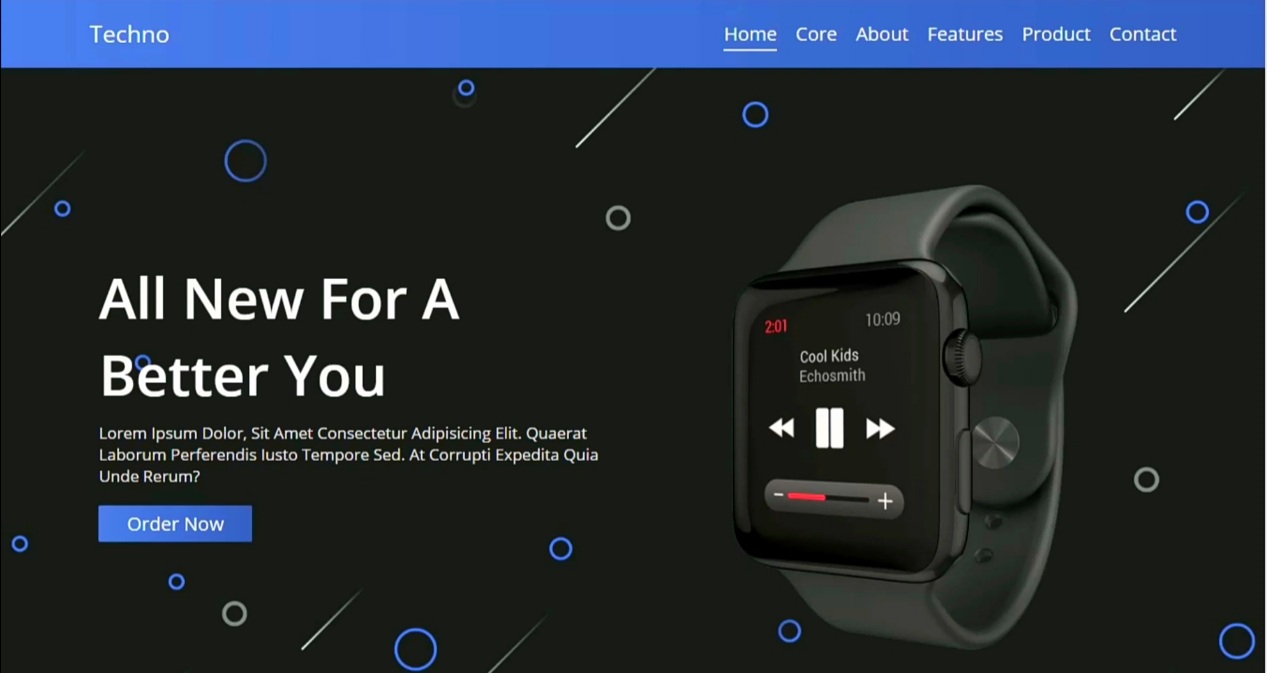 Techno
Home Core About Features Product Contact
All New For A
Better You
Lorem Ipsum Dolor, Sit Amet Consectetur Adipisicing Elit. Quaerat
Laborum Perferendis Iusto Tempore Sed. At Corrupti Expedita Quia
Unde Rerum?
Order Now
2:01 10:09
Cool Kids
Echosmith